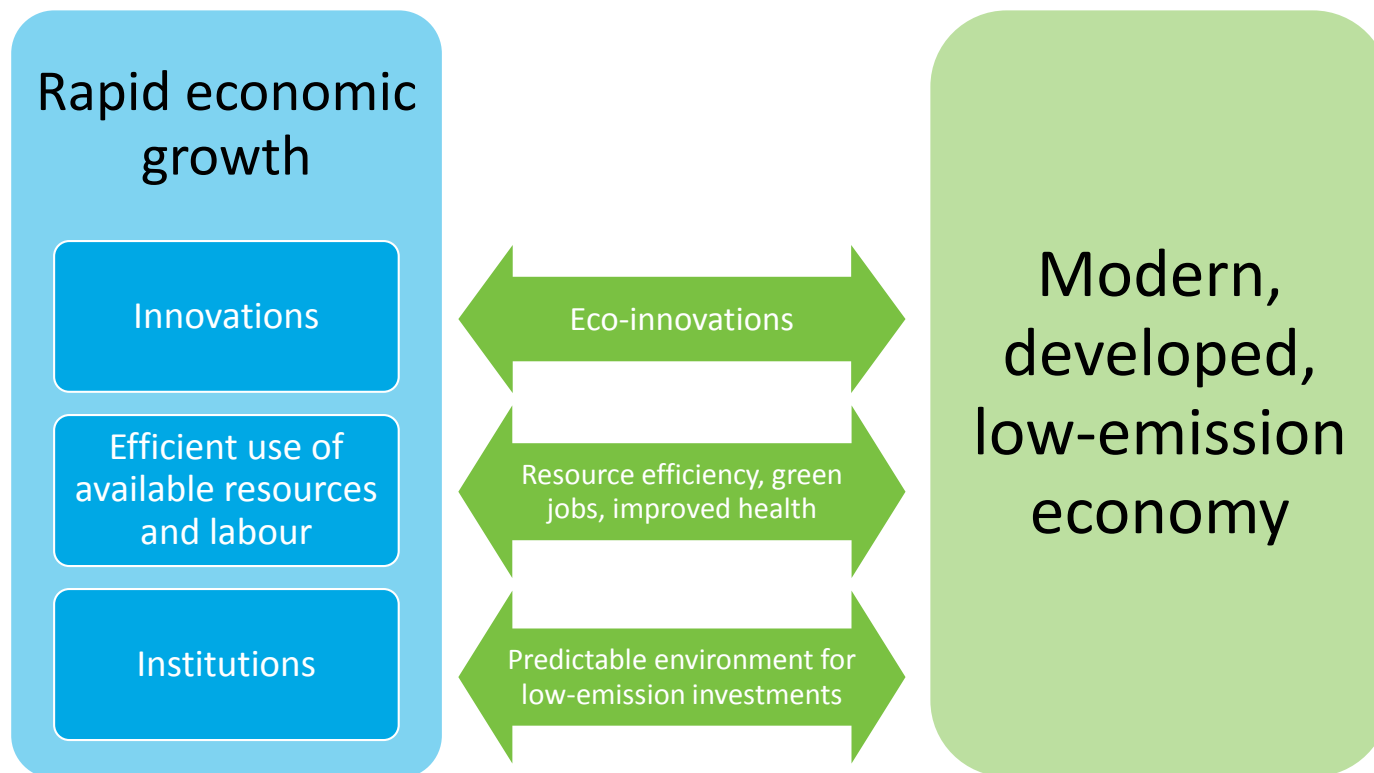 Rapid economic
growth
Innovations
Efficient use of
available resources
and labour
Institutions
Eco-innovations
Resource efficiency, green
jobs, improved health
Predictable environment for
low-emission investments
Modern,
developed,
low-emission
economy